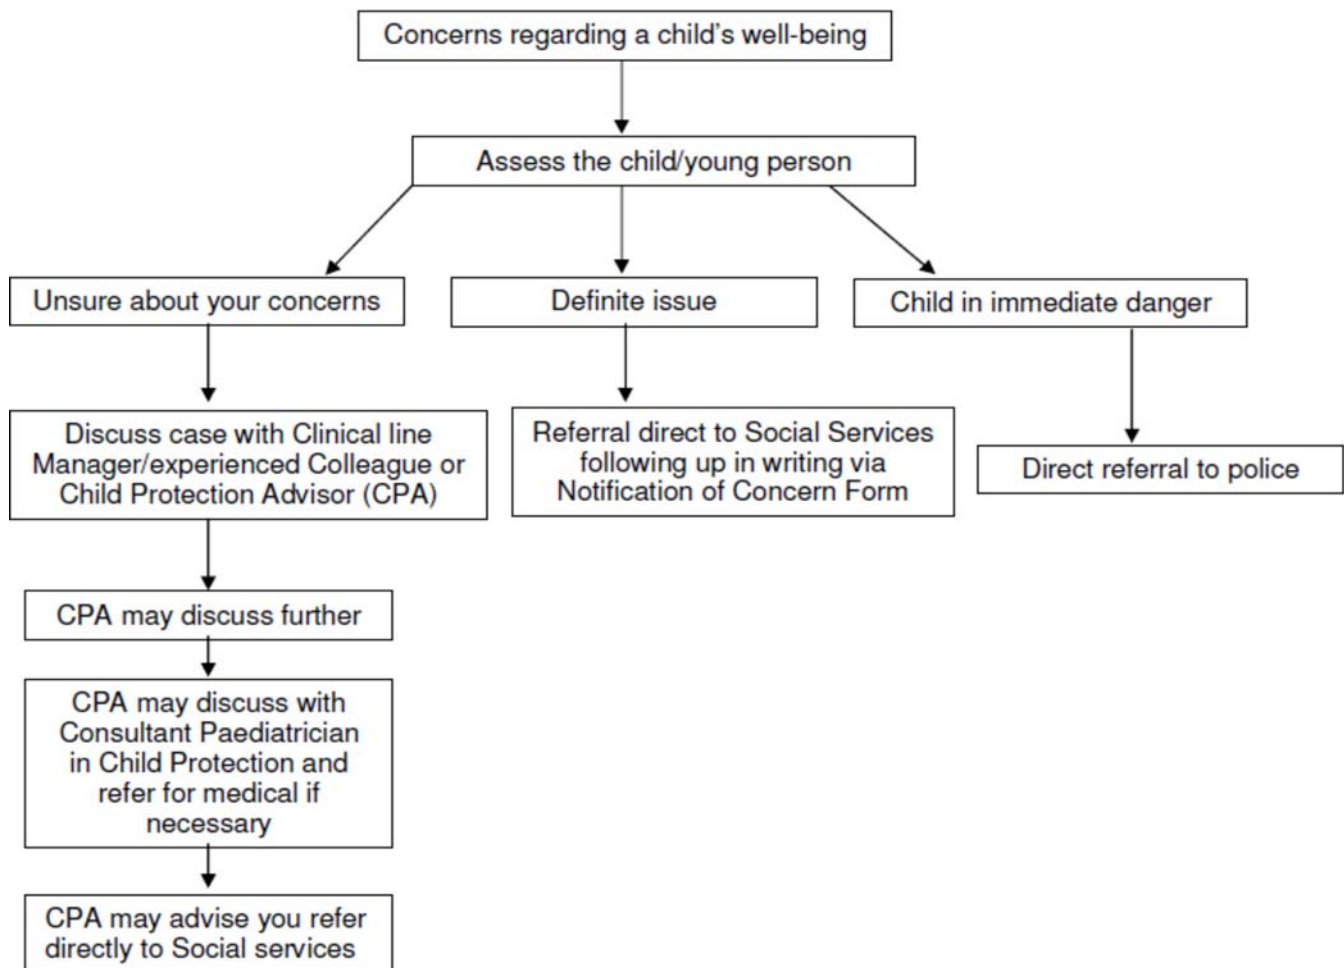 Concerns regarding a child’s well-being
Assess the child/young person
Unsure about your concerns
Definite issue
Child in immediate danger
Discuss case with Clinical line
Manager/experienced Colleague or
Child Protection Advisor (CPA)
Referral direct to Social Services
following up in writing via
Notification of Concern Form
Direct referral to police
CPA may discuss further
CPA may discuss with
Consultant Paediatrician
in Child Protection and
refer for medical if
necessary
CPA may advise you refer
directly to Social services